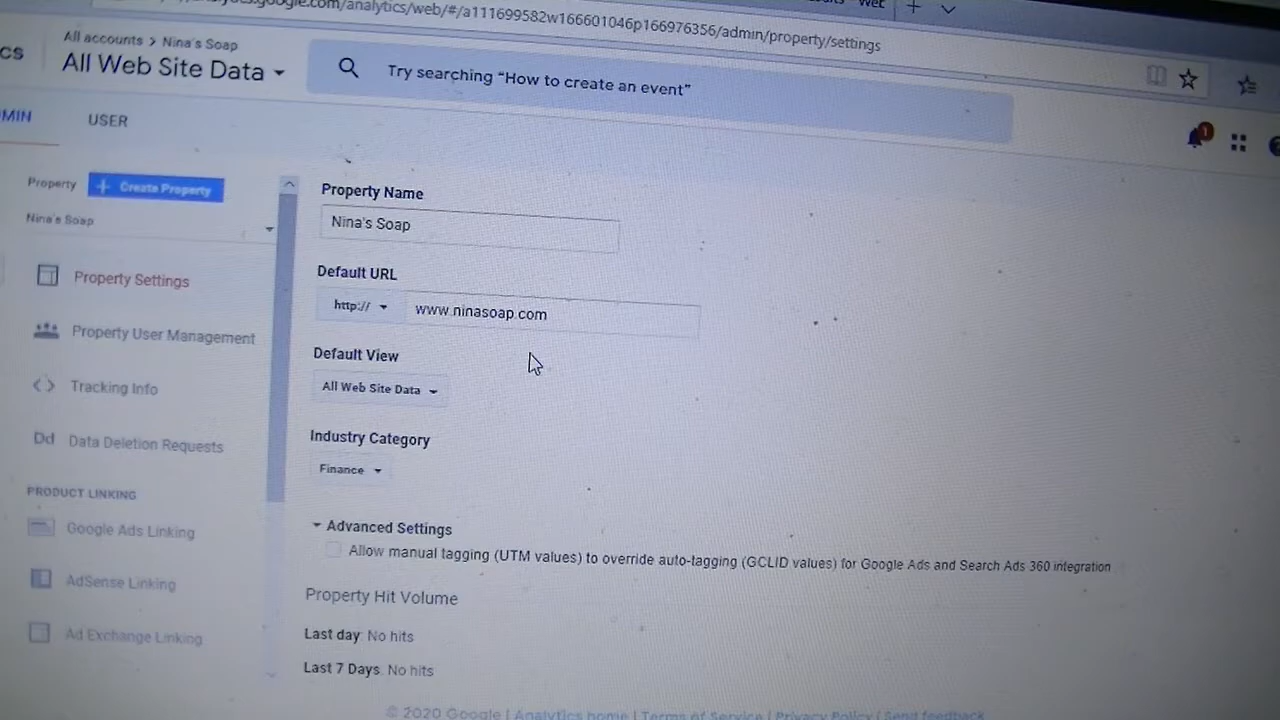 analytics.google.com/analytics/web/#/a111699582w166601046p166976356/admin/property/settings
All accounts > Nina's Soap
All Web Site Data
Try searching "How to create an event"
USER
1
Property
Create Property
Nina's Soap
Property Settings
Property User Management
Tracking Info
Dd Data Deletion Requests
PRODUCT LINKING
Google Ads Linking
AdSense Linking
Ad Exchange Linking
Property Name
Nina's Soap
Default URL
http://
www.ninasoap.com
Default View
All Web Site Data
Industry Category
Finance
Advanced Settings
Allow manual tagging (UTM values) to override auto-tagging (GCLID values) for Google Ads and Search Ads 360 integration
Property Hit Volume
Last day: No hits
Last 7 Days: No hits
© 2020 Google | Analytics home | Terms of Service | Privacy Policy | Send feedback